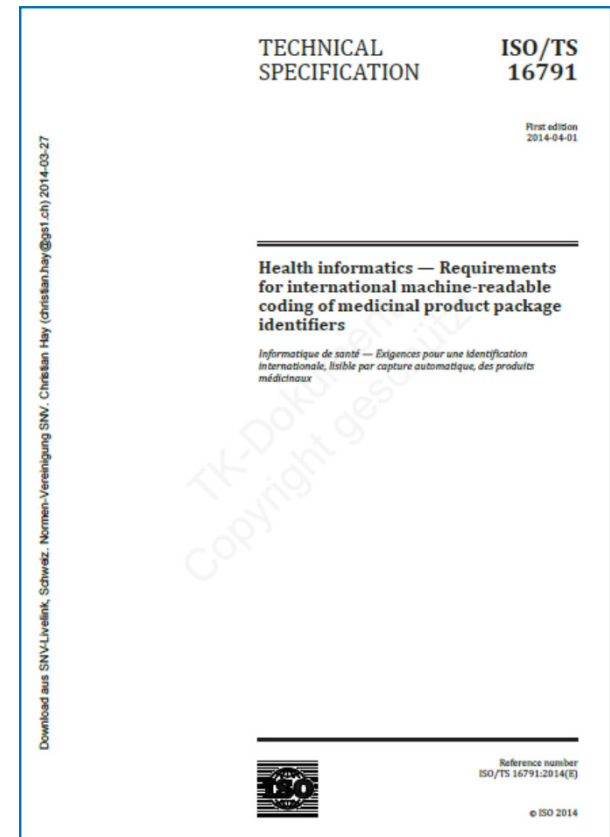 TECHNICAL
SPECIFICATION
ISO/TS
16791
First edition
2014-04-01
Health informatics — Requirements
for international machine-readable
coding of medicinal product package
identifiers
Informatique de santé — Exigences pour une identification
internationale, lisible par capture automatique, des produits
médicinaux
TK-Dokument
Copyright geschützt
Download aus SNV-Livelink, Schweiz. Normen-Vereinigung SNV. Christian Hay (christian.hay@gs1.ch) 2014-03-27
ISO
Reference number
ISO/TS 16791:2014(E)
© ISO 2014